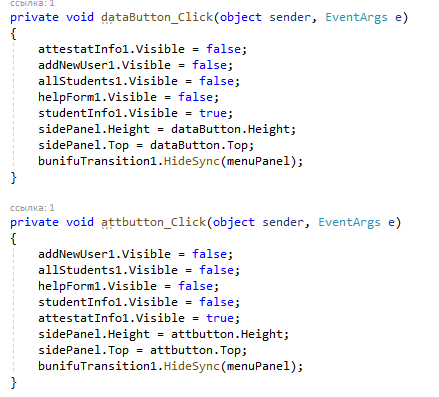 ссылка: 1
private void dataButton_Click(object sender, EventArgs e)
{
    attestatInfo1.Visible = false;
    addNewUser1.Visible = false;
    allStudents1.Visible = false;
    helpForm1.Visible = false;
    studentInfo1.Visible = true;
    sidePanel.Height = dataButton.Height;
    sidePanel.Top = dataButton.Top;
    bunifuTransition1.HideSync(menuPanel);
}
ссылка: 1
private void attbutton_Click(object sender, EventArgs e)
{
    addNewUser1.Visible = false;
    allStudents1.Visible = false;
    helpForm1.Visible = false;
    studentInfo1.Visible = false;
    attestatInfo1.Visible = true;
    sidePanel.Height = attbutton.Height;
    sidePanel.Top = attbutton.Top;
    bunifuTransition1.HideSync(menuPanel);
}